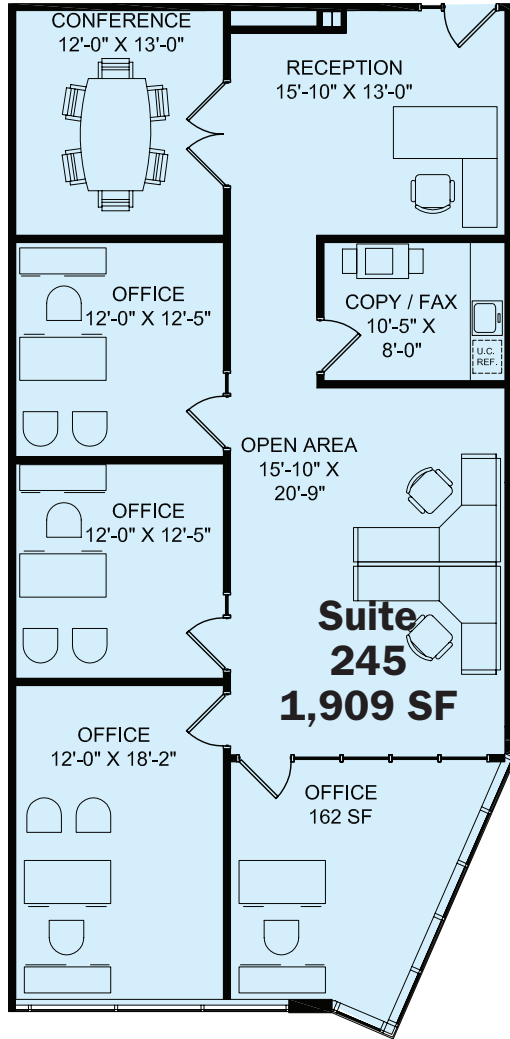 CONFERENCE
12'-0" X 13'-0"
RECEPTION
15'-10" X 13'-0"
OFFICE
12'-0" X 12'-5"
COPY / FAX
10'-5" X
8'-0"
U.C.
REF.
OPEN AREA
15'-10" X
20'-9"
OFFICE
12'-0" X 12'-5"
Suite
245
1,909 SF
OFFICE
12'-0" X 18'-2"
OFFICE
162 SF